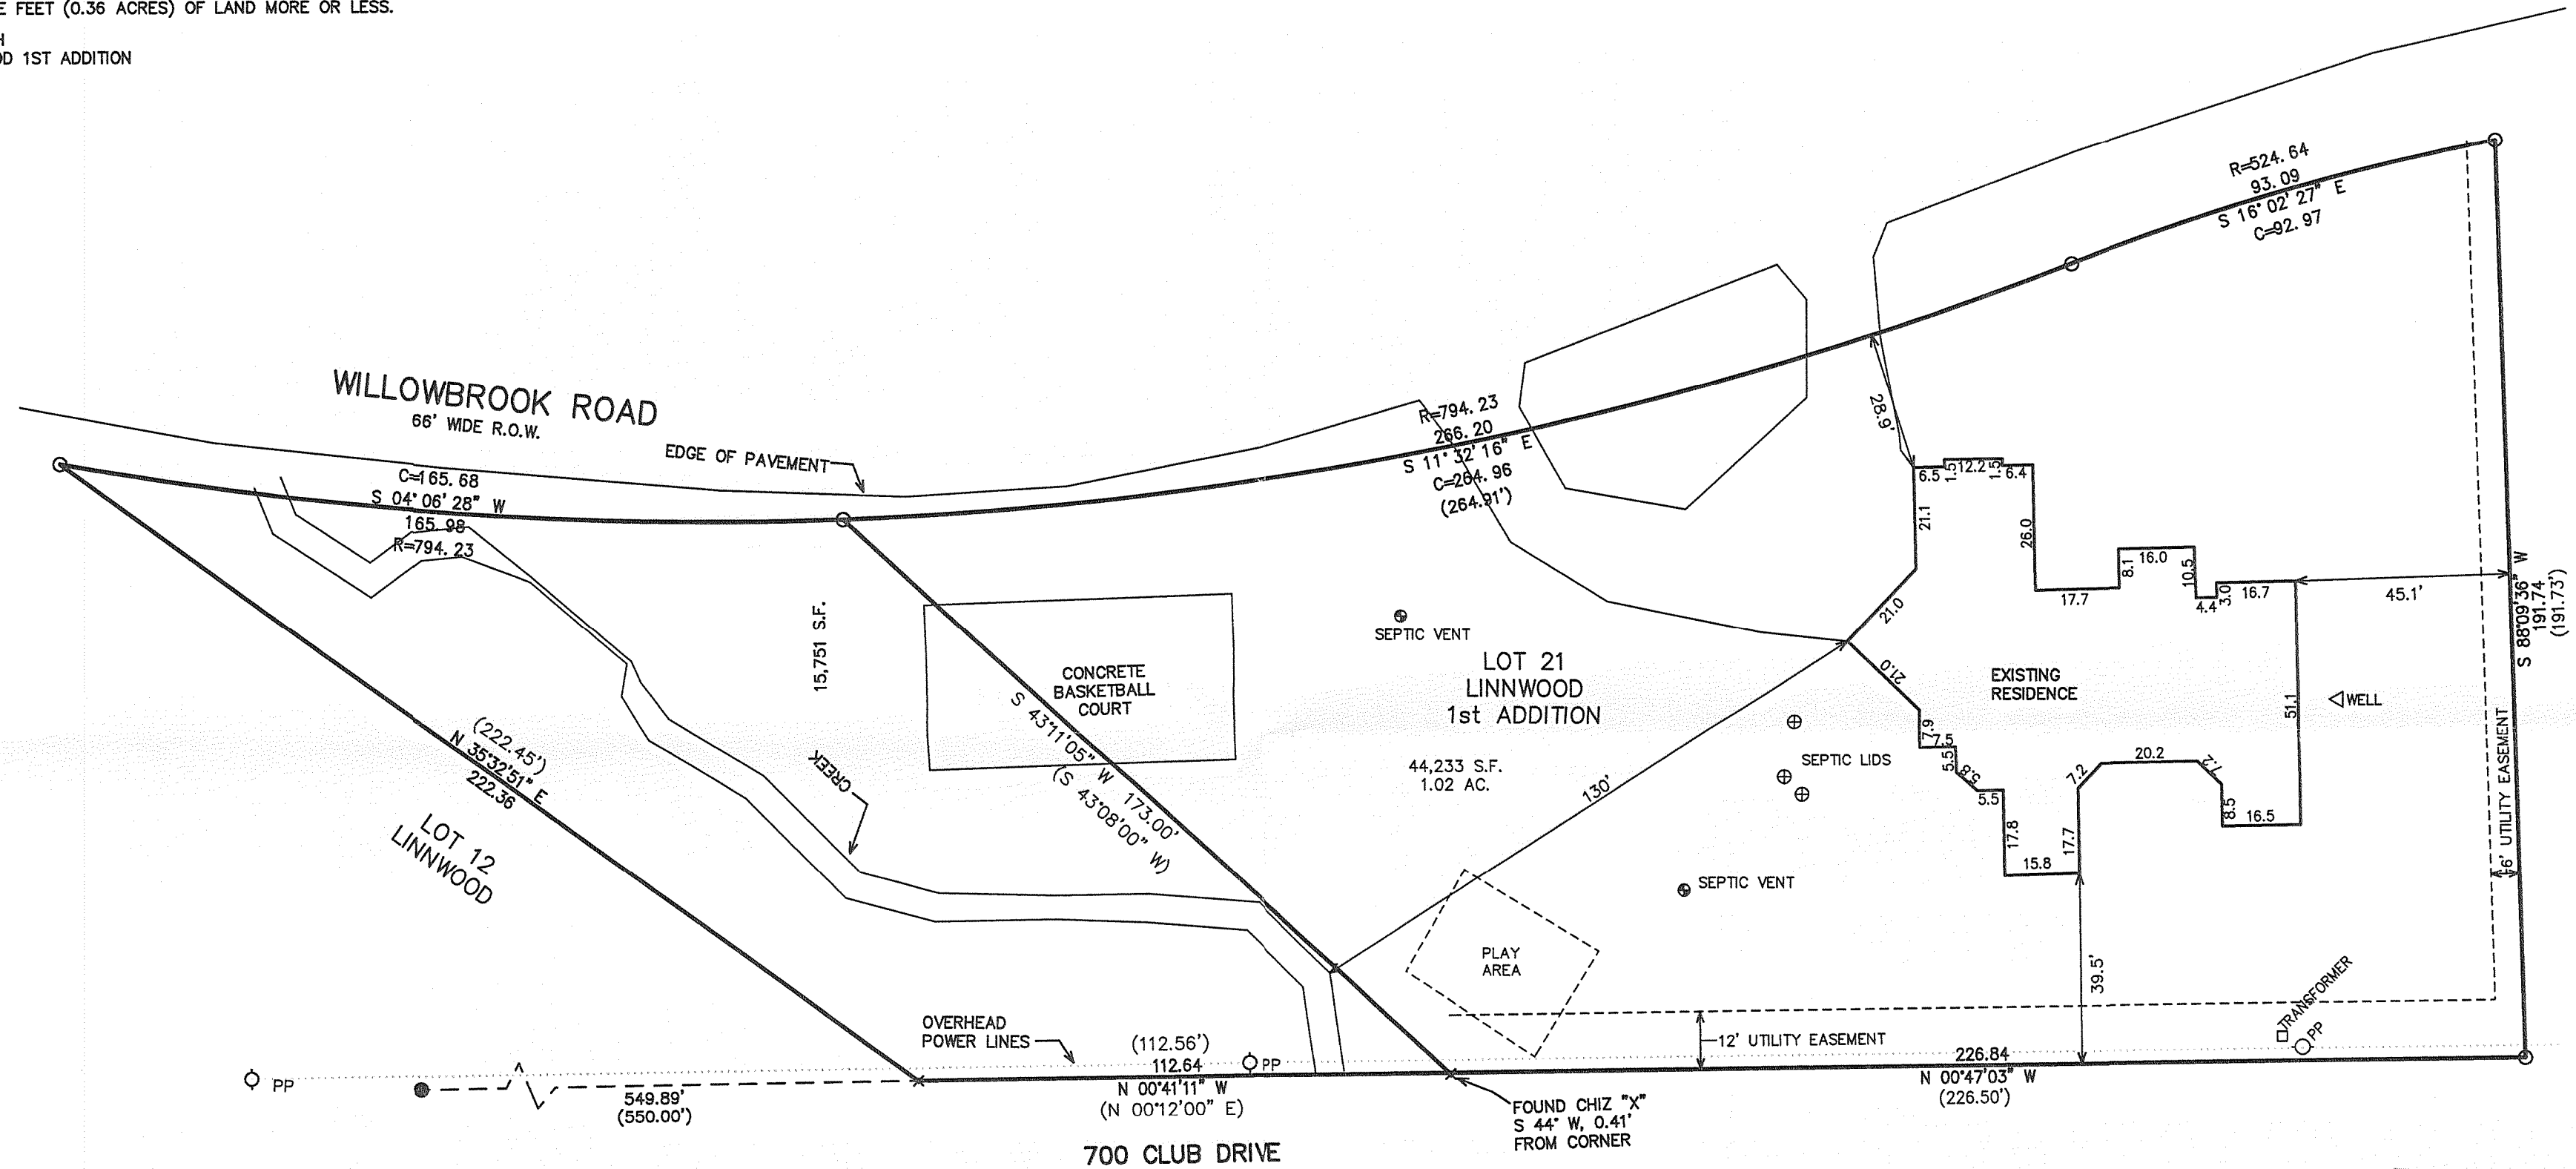 E FEET (0.36 ACRES) OF LAND MORE OR LESS.
H
OD 1ST ADDITION
WILLOWBROOK ROAD
66' WIDE R.O.W.
EDGE OF PAVEMENT
C=165.68
S 04° 06' 28" W
165.98
R=794.23
R=794.23
266.20
S 11° 32' 16" E
C=264.96
(264.91')
R=524.64
93.09
S 16° 02' 27" E
C=92.97
28.9'
6.5
1.5
12.2
1.5
6.4
21.1
26.0
17.7
8.1
16.0
10.5
4.4
3.0
16.7
45.1'
S 88°09'36" W
191.74
(191.73')
21.0
21.0
EXISTING
RESIDENCE
51.1
WELL
7.9
7.5
5.5
5.8
5.5
17.8
15.8
17.7
7.2
20.2
7.2
8.5
16.5
6' UTILITY EASEMENT
15,751 S.F.
CONCRETE
BASKETBALL
COURT
SEPTIC VENT
LOT 21
LINNWOOD
1st ADDITION
44,233 S.F.
1.02 AC.
SEPTIC LIDS
130'
S 43°11'05" W 173.00'
(S 43°08'00" W)
CREEK
(222.45')
N 35°32'51" E
222.36
LOT 12
LINNWOOD
SEPTIC VENT
PLAY
AREA
39.5'
TRANSFORMER
PP
OVERHEAD
POWER LINES
(112.56')
112.64
PP
N 00°41'11" W
(N 00°12'00" E)
12' UTILITY EASEMENT
226.84
N 00°47'03" W
(226.50')
PP
549.89'
(550.00')
FOUND CHIZ "X"
S 44° W, 0.41'
FROM CORNER
700 CLUB DRIVE